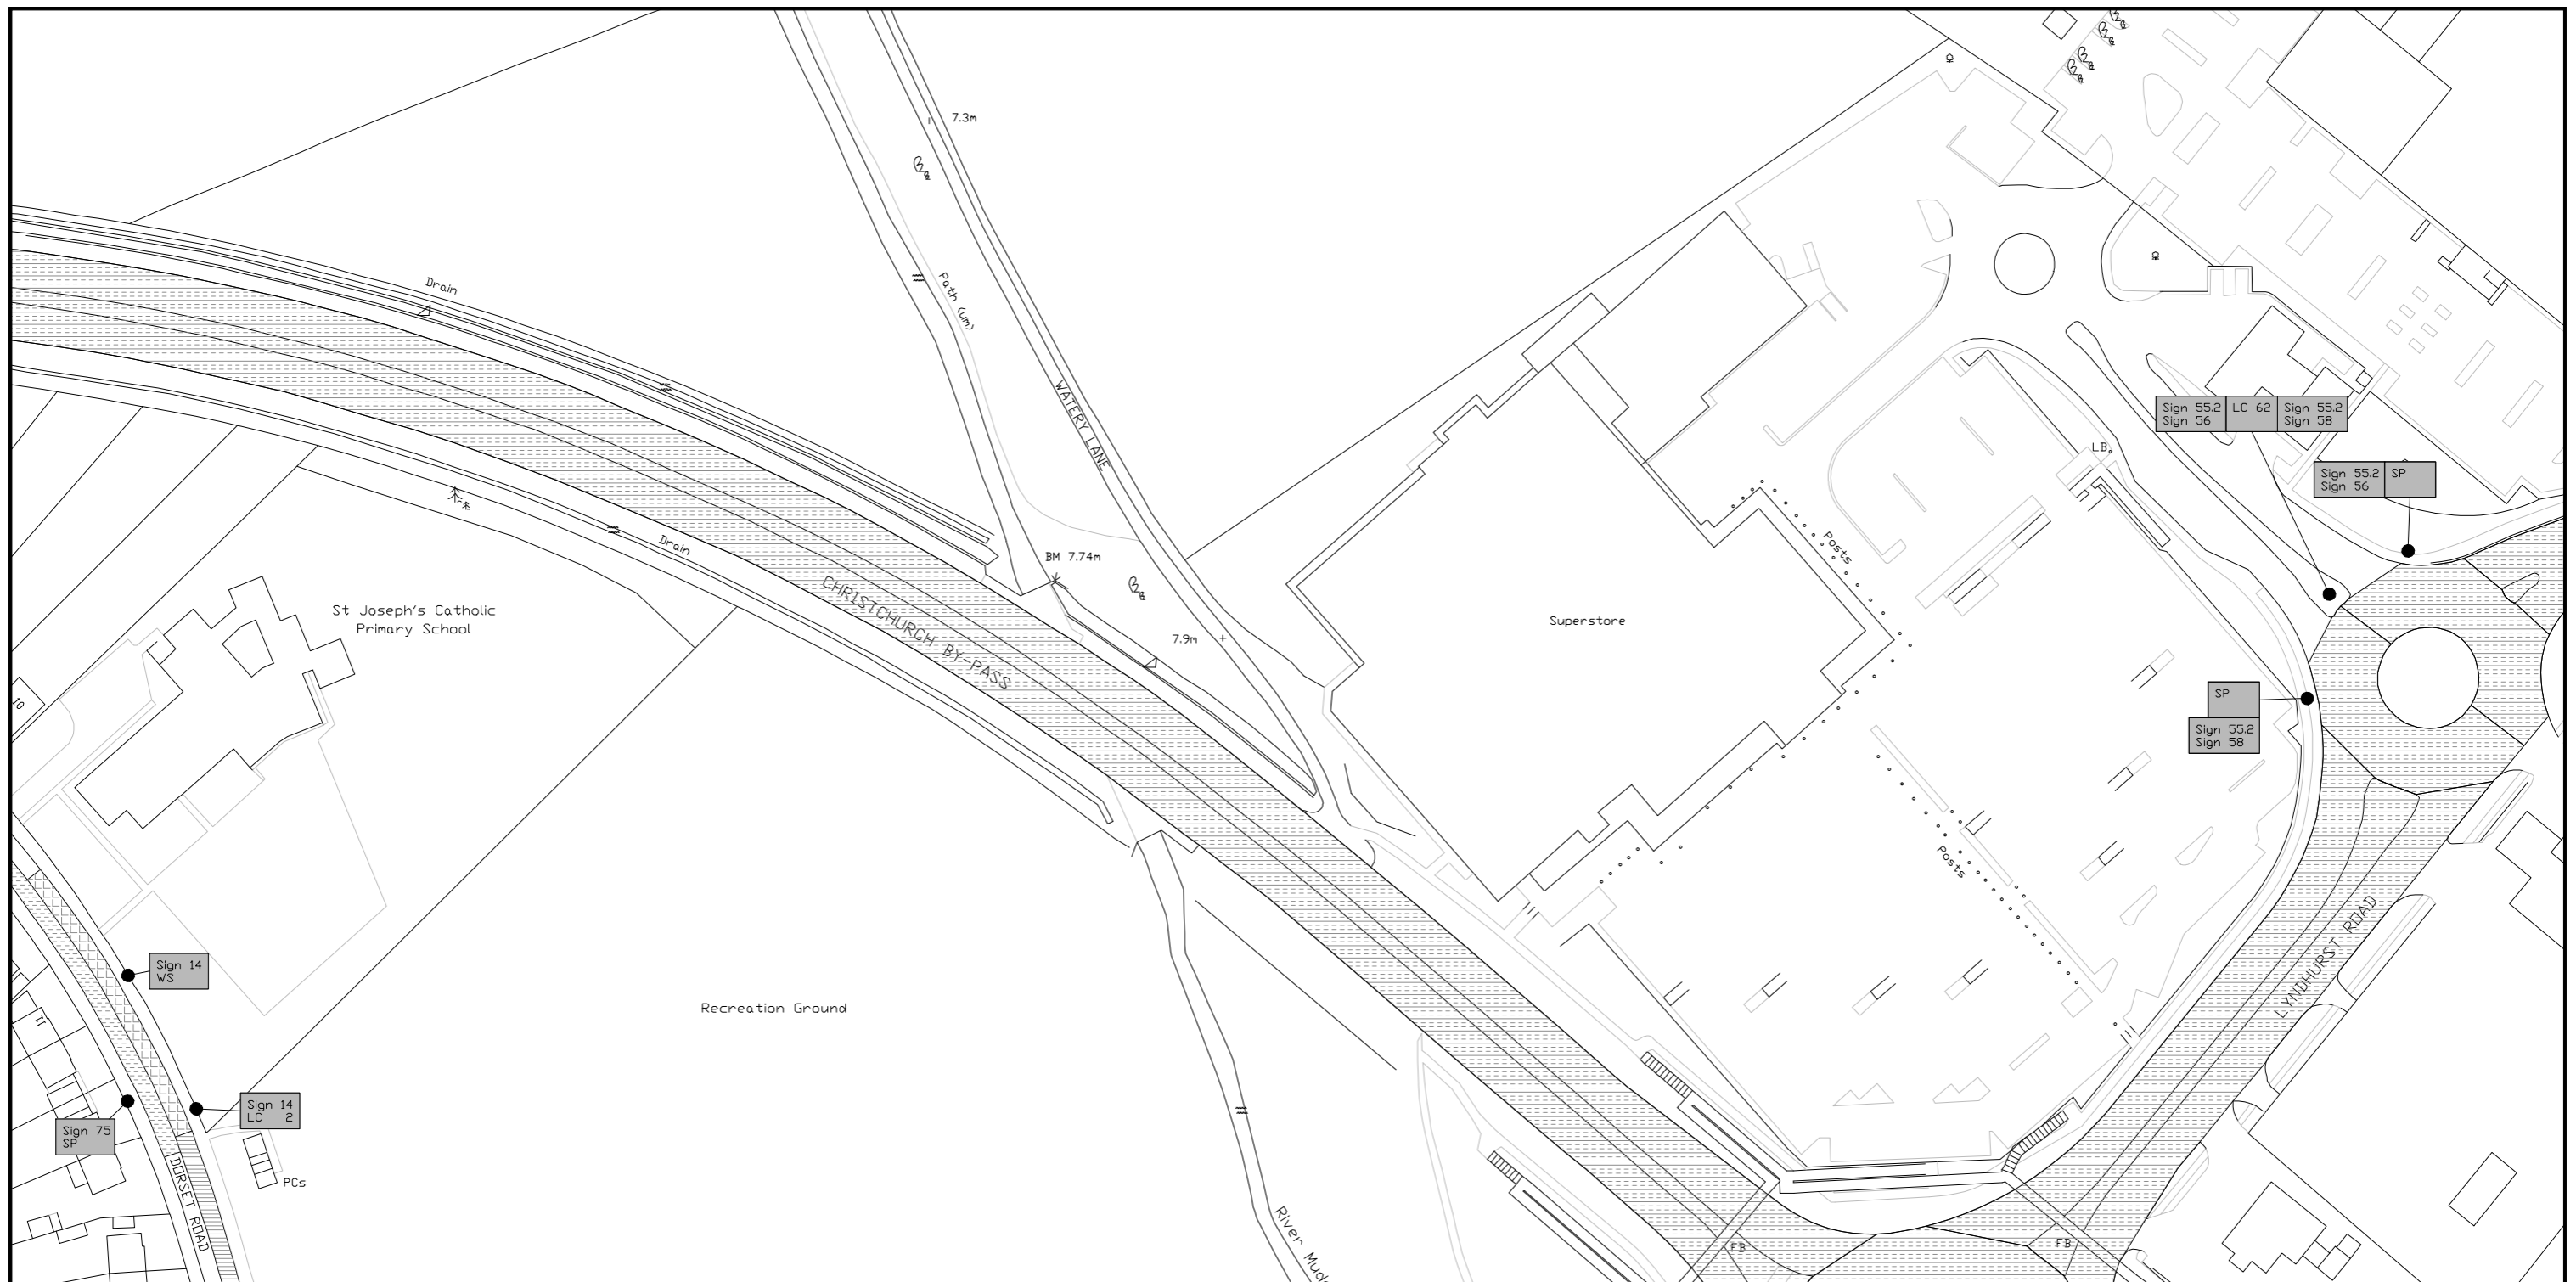 7.3m
Drain
Path (um)
WATERY LANE
Sign 55.2
Sign 56
LC 62
Sign 55.2
Sign 58
LB
Sign 55.2
Sign 56
SP
Posts
Drain
BM 7.74m
CHRISTCHURCH BY-PASS
St Joseph's Catholic
Primary School
Superstore
7.9m
10
SP
Sign 55.2
Sign 58
Posts
Sign 14
WS
LYNDHURST ROAD
Recreation Ground
11
Sign 14
LC 2
Sign 75
SP
DORSET ROAD
PCs
River Mude
FB
FB